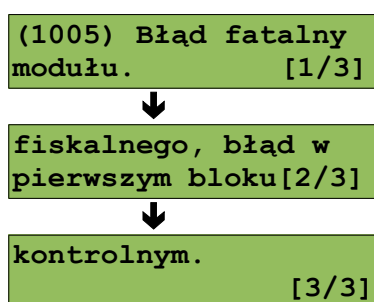 (1005) Błąd fatalny
modułu. [1/3]
fiskalnego, błąd w
pierwszym bloku[2/3]
kontrolnym.
[3/3]